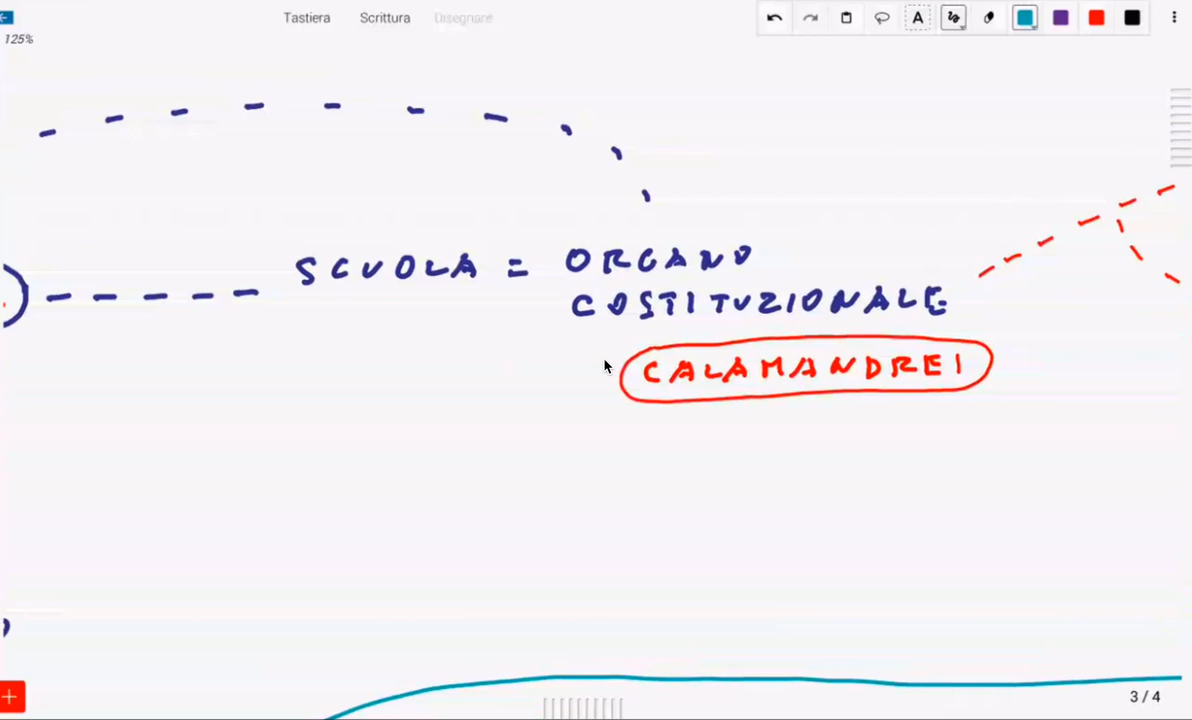 Tastiera Scrittura Disegnare A
125%
SCUOLA = ORGANO
COSTITUZIONALE
CALAMANDREI
3 / 4